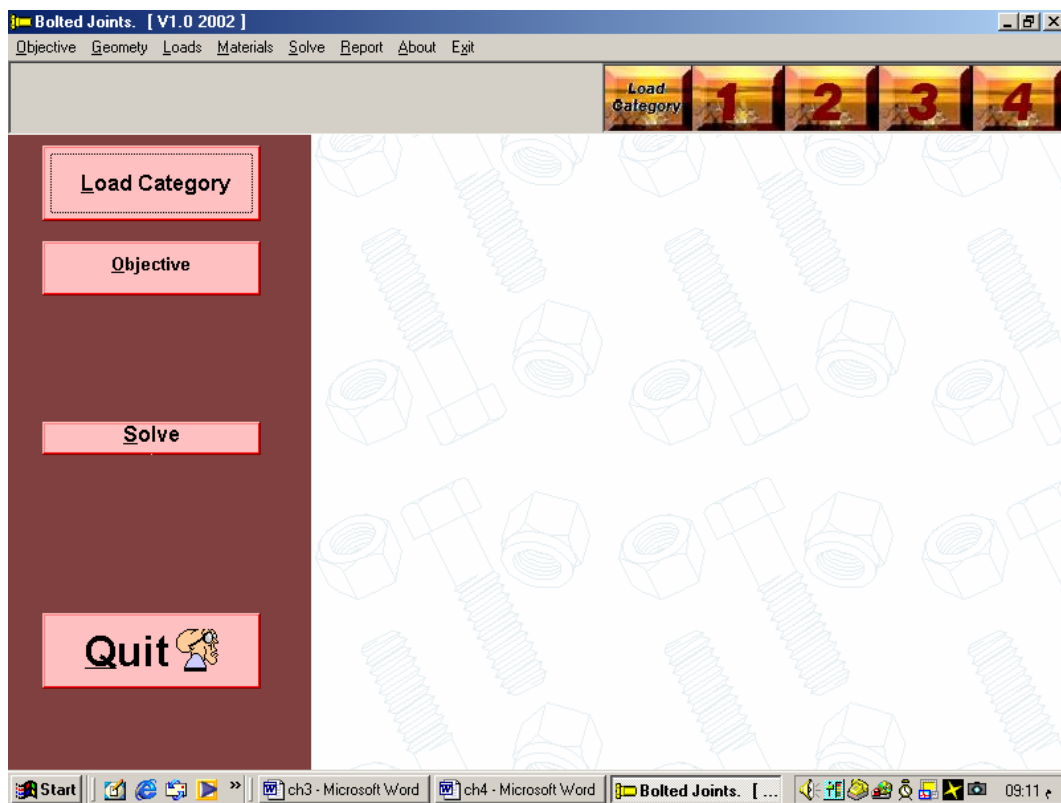 Bolted Joints. [ V1.0 2002 ]
Objective Geomety Loads Materials Solve Report About Exit
Load Category 1 2 3 4
Load Category
Objective
Solve
Quit
Start » ch3 - Microsoft Word ch4 - Microsoft Word Bolted Joints. [ ... 09:11 م